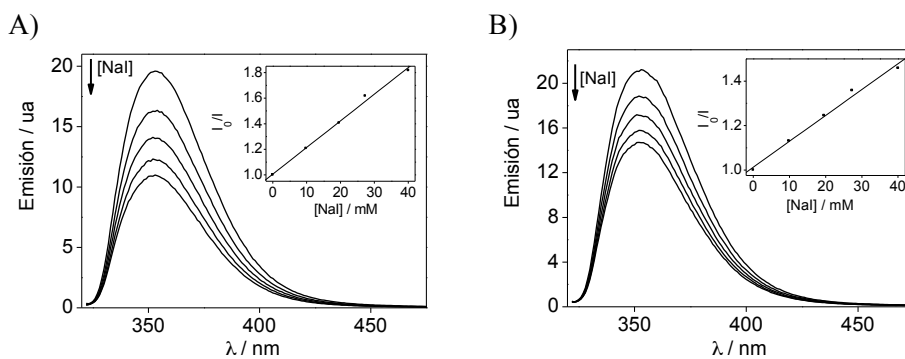 A)
Emisión / ua
20
15
10
5
0
[NaI]
I0/I
1.8
1.6
1.4
1.2
1.0
0 10 20 30 40
[NaI] / mM
350 400 450
λ / nm
B)
Emisión / ua
20
16
12
8
4
0
[NaI]
I0/I
1.4
1.2
1.0
0 10 20 30 40
[NaI] / mM
350 400 450
λ / nm